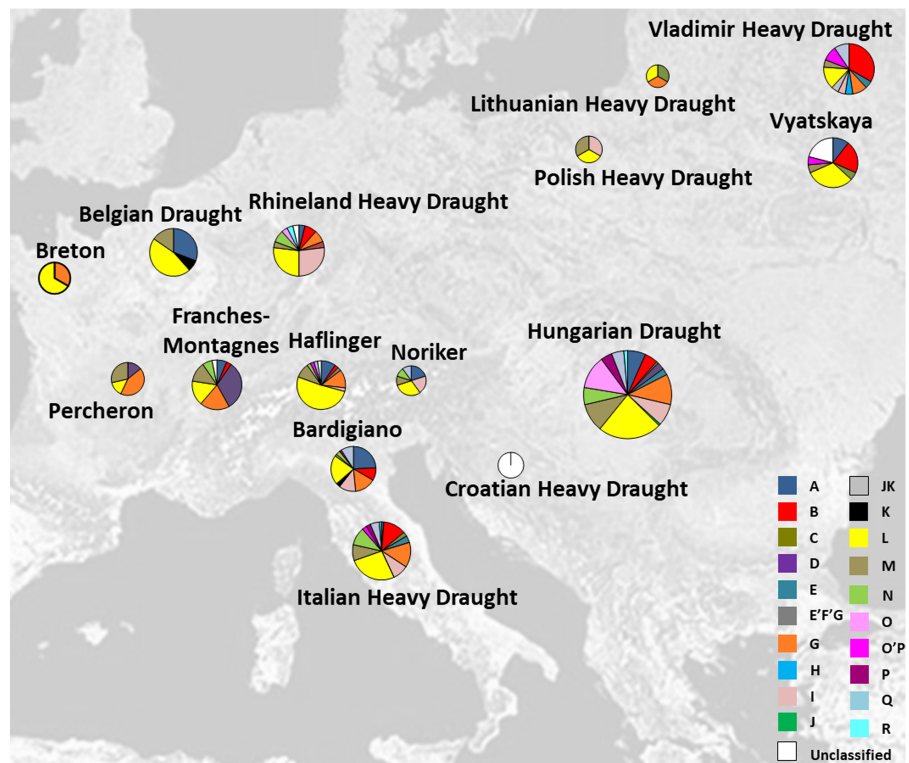 Vladimir Heavy Draught
Lithuanian Heavy Draught
Vyatskaya
Polish Heavy Draught
Rhineland Heavy Draught
Belgian Draught
Breton
Franches-
Montagnes
Haflinger
Noriker
Hungarian Draught
Percheron
Bardigiano
Croatian Heavy Draught
Italian Heavy Draught
A
B
C
D
E
E'F'G
G
H
I
J
JK
K
L
M
N
O
O'P
P
Q
R
Unclassified